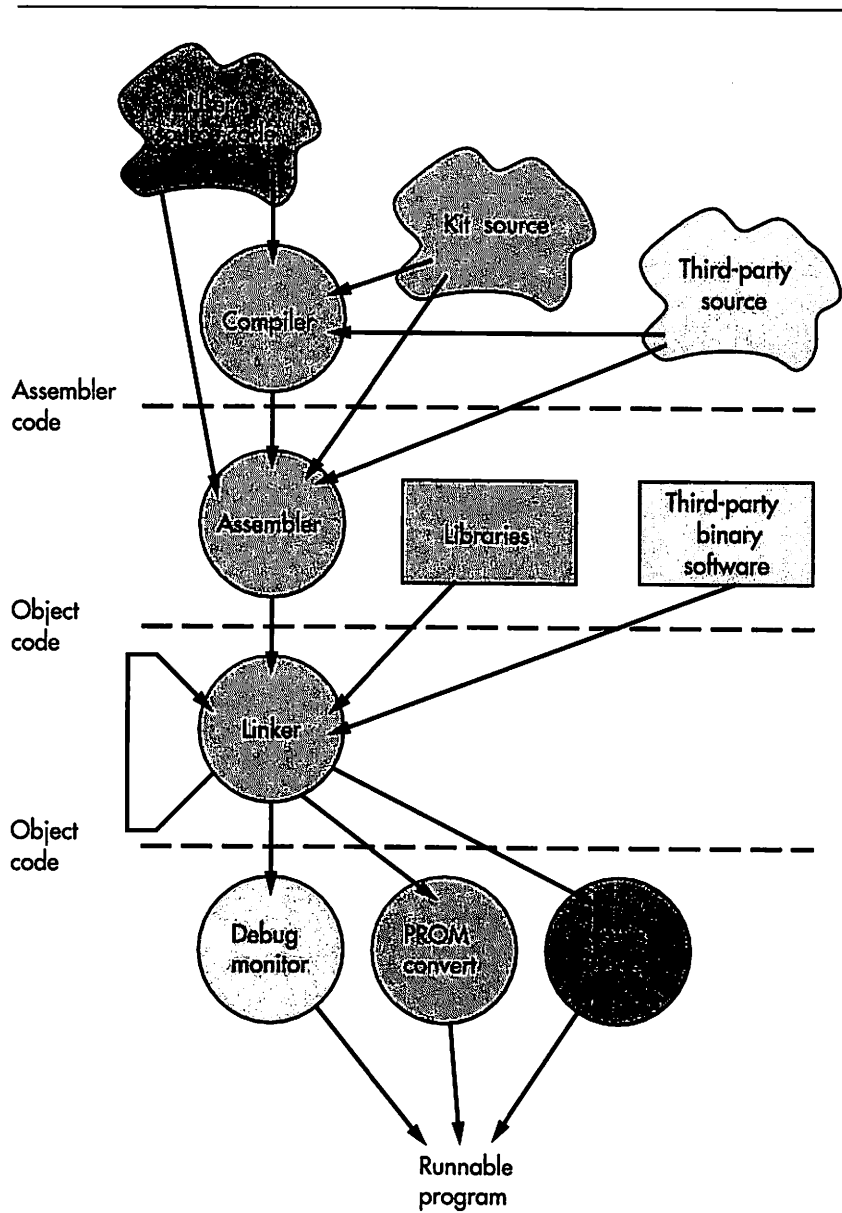 Kit source
Third-party
source
Compiler
Assembler
code
Assembler
Libraries
Third-party
binary
software
Object
code
Linker
Object
code
Debug
monitor
PROM
convert
Runnable
program